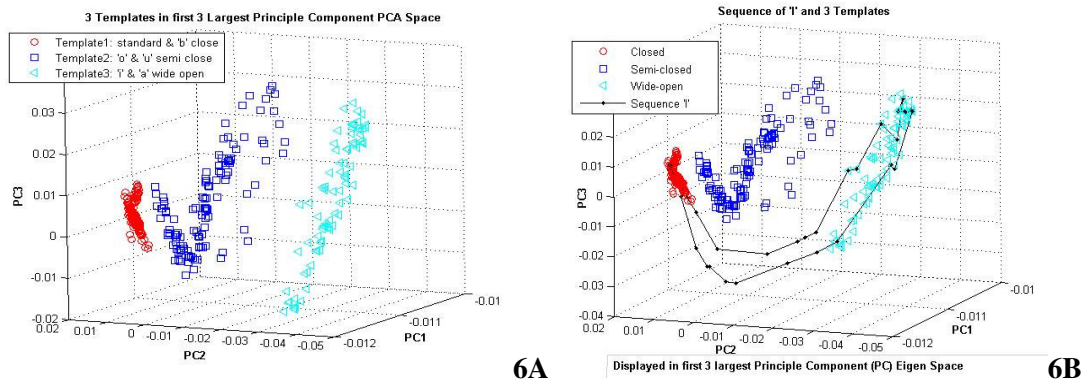 3 Templates in first 3 Largest Principle Component PCA Space
Template1: standard & 'b' close
Template2: 'o' & 'u' semi close
Template3: 'i' & 'a' wide open
0.03
0.02
0.01
0
-0.01
-0.02
PC3
0.02
0.01
0
-0.01
-0.02
-0.03
-0.04
-0.05
PC2
-0.012
-0.011
-0.01
PC1
6A
Sequence of 'I' and 3 Templates
Closed
Semi-closed
Wide-open
Sequence 'I'
0.02
0.01
0
-0.01
-0.02
-0.03
-0.04
PC3
0.02
0.01
0
-0.01
-0.02
-0.03
-0.04
-0.05
PC2
-0.012
-0.011
-0.01
PC1
Displayed in first 3 largest Principle Component (PC) Eigen Space
6B